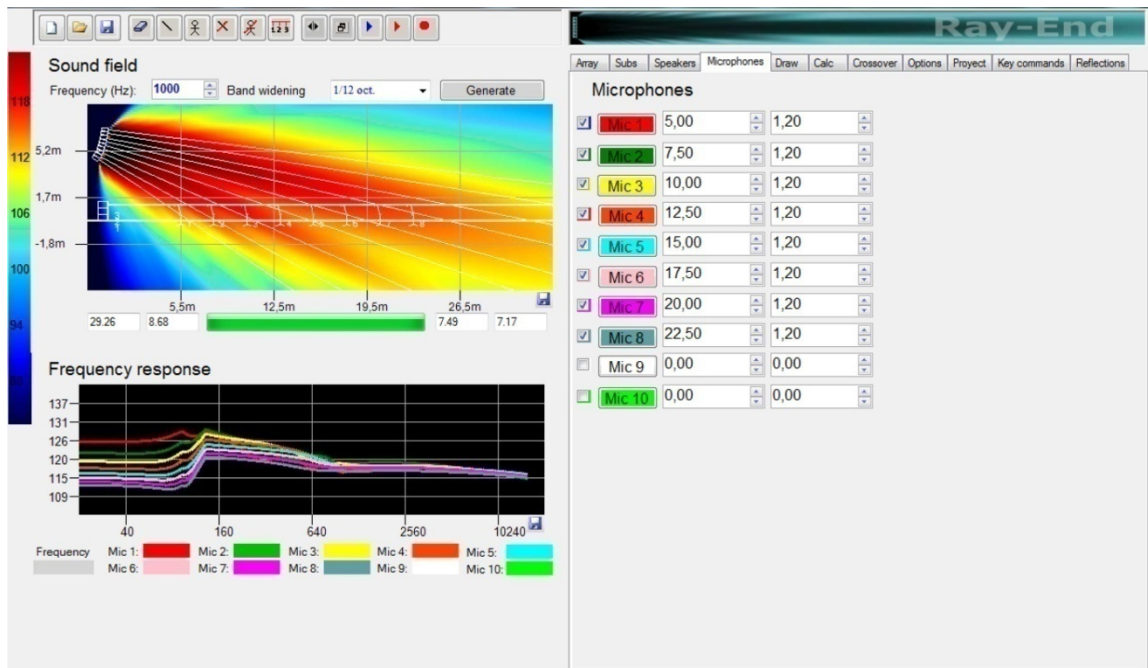 Ray-End
Array Subs Speakers Microphones Draw Calc Crossover Options Proyect Key commands Reflections
Sound field
Frequency (Hz): 1000 Band widening 1/12 oct. Generate
118
112
106
100
94
5,2m
1,7m
-1,8m
5,5m 12,5m 19,5m 26,5m
29.26 8.68 7.49 7.17
Frequency response
137
131
126
120
115
109
40 160 640 2560 10240
Frequency Mic 1: Mic 2: Mic 3: Mic 4: Mic 5:
Mic 6: Mic 7: Mic 8: Mic 9: Mic 10:
Microphones
Mic 1 5,00 1,20
Mic 2 7,50 1,20
Mic 3 10,00 1,20
Mic 4 12,50 1,20
Mic 5 15,00 1,20
Mic 6 17,50 1,20
Mic 7 20,00 1,20
Mic 8 22,50 1,20
Mic 9 0,00 0,00
Mic 10 0,00 0,00